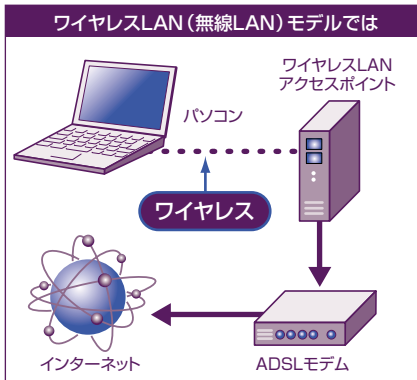 ワイヤレスLAN（無線LAN）モデルでは
ワイヤレスLAN
アクセスポイント
パソコン
ワイヤレス
インターネット
ADSLモデム